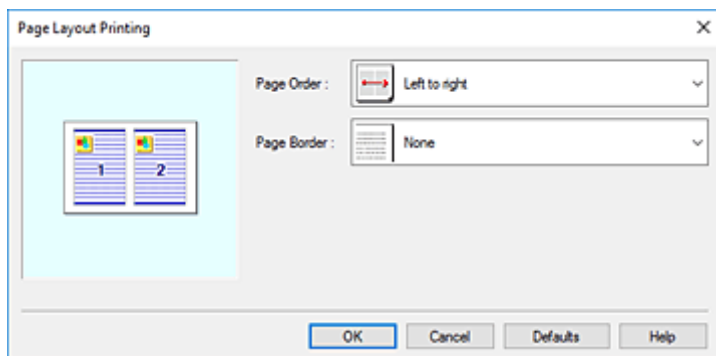 Page Layout Printing
1 2
Page Order : Left to right
Page Border : None
OK Cancel Defaults Help